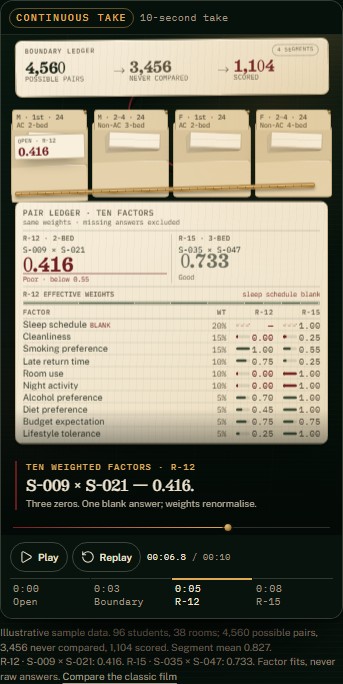 CONTINUOUS TAKE 10-second take
BOUNDARY LEDGER
4 SEGMENTS
4,560 → 3,456 → 1,104
POSSIBLE PAIRS NEVER COMPARED SCORED
M · 1st · 24 M · 2-4 · 24 F · 1st · 24 F · 2-4 · 24
AC 2-bed Non-AC 3-bed AC 2-bed Non-AC 4-bed
OPEN · R-12
0.416
PAIR LEDGER · TEN FACTORS
same weights · missing answers excluded
R-12 · 2-BED R-15 · 3-BED
S-009 × S-021 S-035 × S-047
0.416 0.733
Poor · below 0.55 Good
R-12 EFFECTIVE WEIGHTS sleep schedule blank
FACTOR WT R-12 R-15
Sleep schedule BLANK 20% — 1.00
Cleanliness 15% 0.00 0.25
Smoking preference 15% 1.00 0.55
Late return time 10% 0.75 0.25
Room use 10% 0.00 1.00
Night activity 10% 0.00 1.00
Alcohol preference 5% 0.70 1.00
Diet preference 5% 0.45 1.00
Budget expectation 5% 0.75 1.00
Lifestyle tolerance 5% 0.25 1.00
TEN WEIGHTED FACTORS · R-12
S-009 × S-021 — 0.416.
Three zeros. One blank answer; weights renormalise.
Play Replay 00:06.8 / 00:10
0:00 0:03 0:05 0:08
Open Boundary R-12 R-15
Illustrative sample data. 96 students, 38 rooms; 4,560 possible pairs,
3,456 never compared, 1,104 scored. Segment mean 0.827.
R-12 · S-009 × S-021: 0.416. R-15 · S-035 × S-047: 0.733. Factor fits, never
raw answers. Compare the classic film